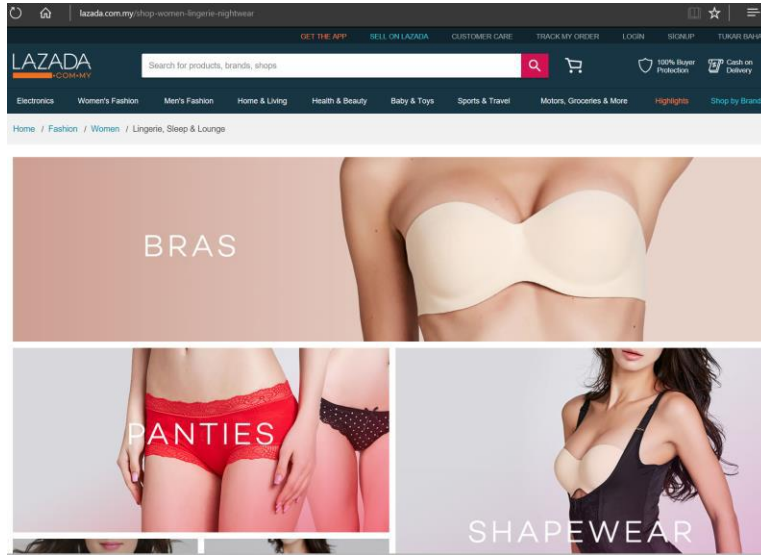 lazada.com.my/shop-women-lingerie-nightwear
GET THE APP SELL ON LAZADA CUSTOMER CARE TRACK MY ORDER LOGIN SIGNUP TUKAR BAHA
LAZADA
.COM.MY
Search for products, brands, shops
100% Buyer
Protection
Cash on
Delivery
Electronics Women's Fashion Men's Fashion Home & Living Health & Beauty Baby & Toys Sports & Travel Motors, Groceries & More Highlights Shop by Brand
Home / Fashion / Women / Lingerie, Sleep & Lounge
BRAS
PANTIES
SHAPEWEAR